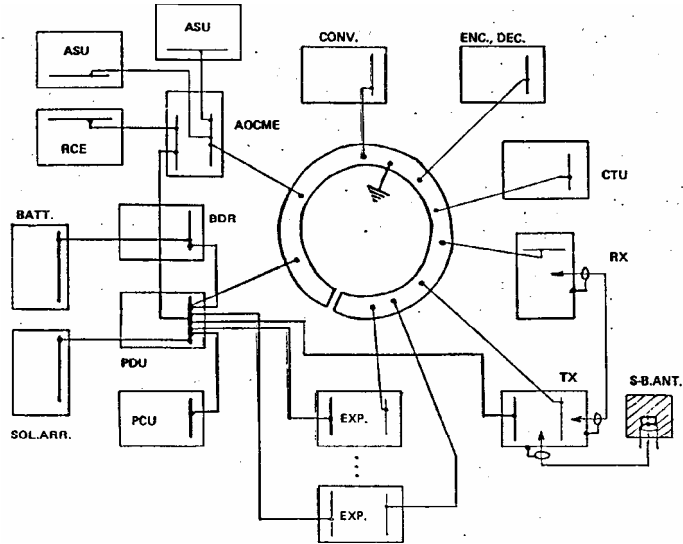 ASU
ASU
CONV.
ENC., DEC.
RCE
AOCME
CTU
BATT.
BDR
RX
PDU
TX
S-B.ANT.
SOL.ARR.
PCU
EXP.
EXP.